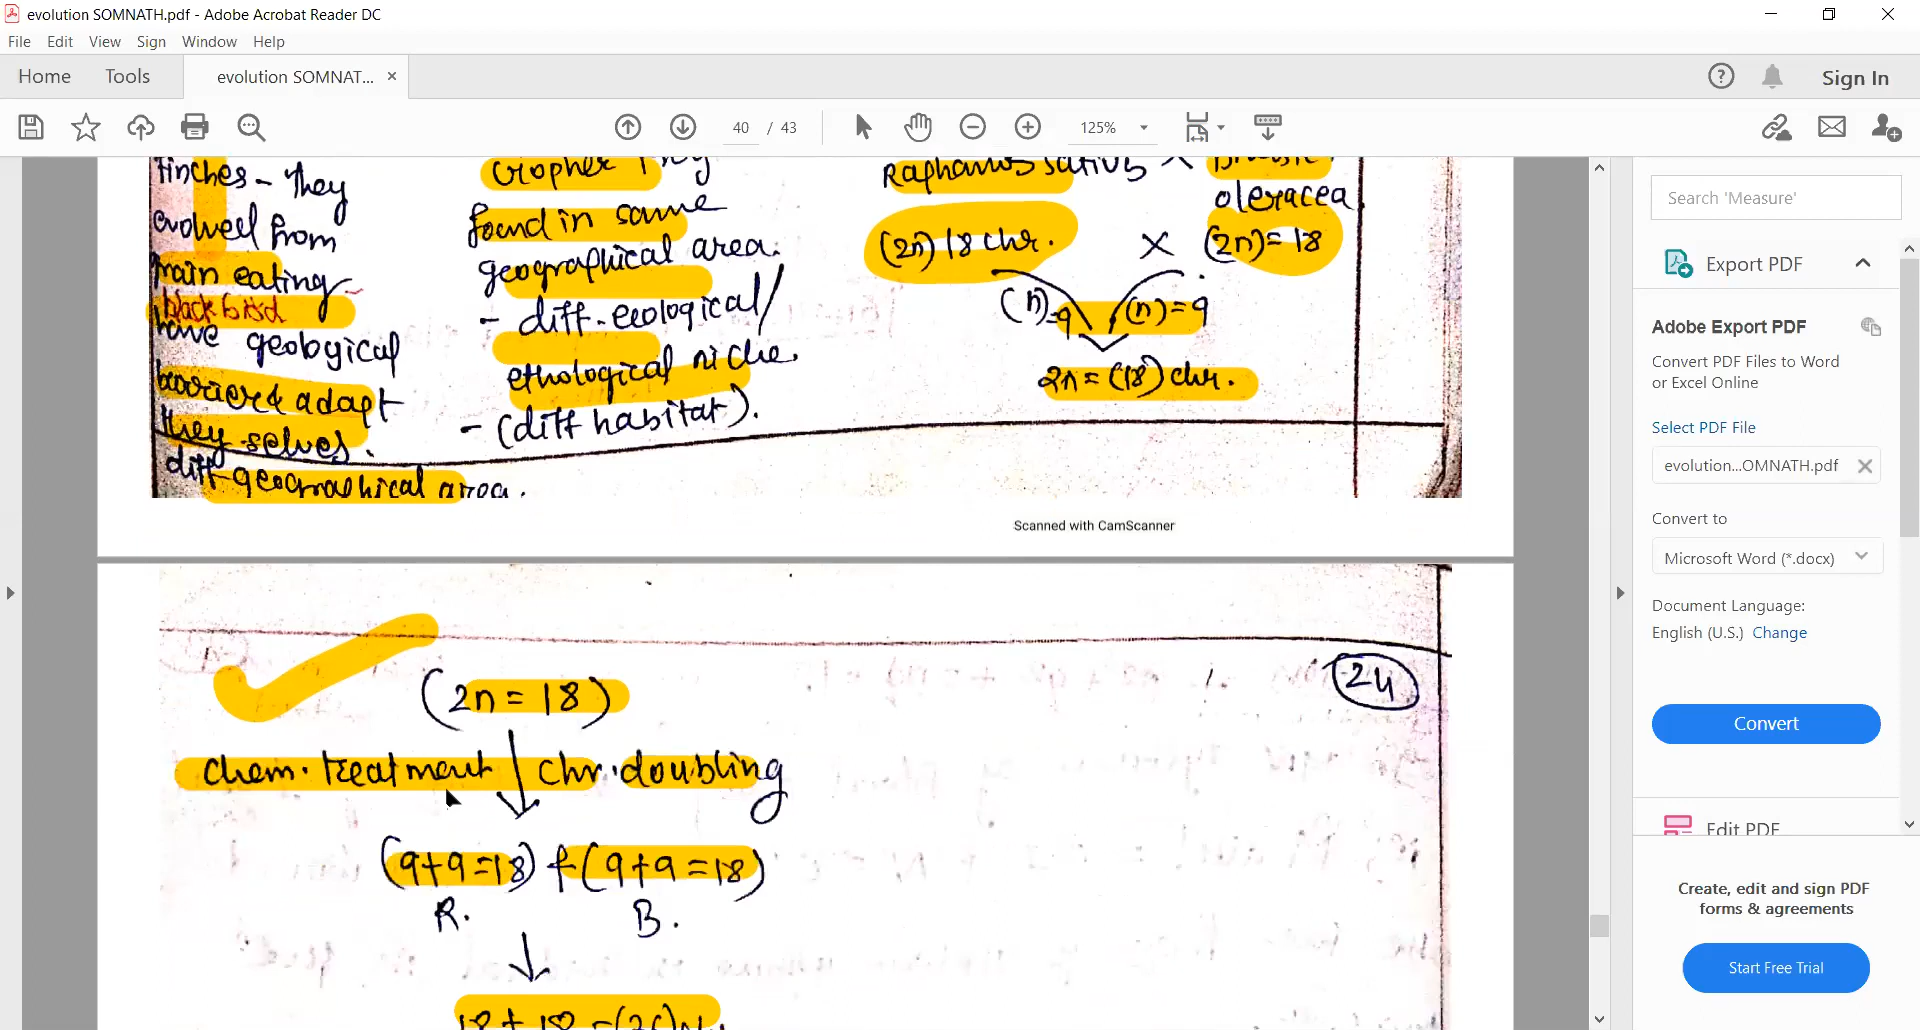 evolution SOMNATH.pdf - Adobe Acrobat Reader DC
File Edit View Sign Window Help
Home Tools evolution SOMNAT... × Sign In
40 / 43 125%
finches - they
evolved from
main eating
black bird
have geological
barrier & adapt
they selves.
diff geographical area.
found in same
geographical area.
- diff-ecological/
ethological niche.
- (diff habitat).
Raphanus sativus ×
oleracea
(2n) 18 chr. × (2n)=18
(n)=9 (n)=9
2n=(18) chr.
Scanned with CamScanner
24
(2n = 18)
chem. treatment chr. doubling
(9+9=18) + (9+9=18)
R. B.
Search 'Measure'
Export PDF
Adobe Export PDF
Convert PDF Files to Word
or Excel Online
Select PDF File
evolution...OMNATH.pdf
Convert to
Microsoft Word (*.docx)
Document Language:
English (U.S.) Change
Convert
Edit PDF
Create, edit and sign PDF
forms & agreements
Start Free Trial